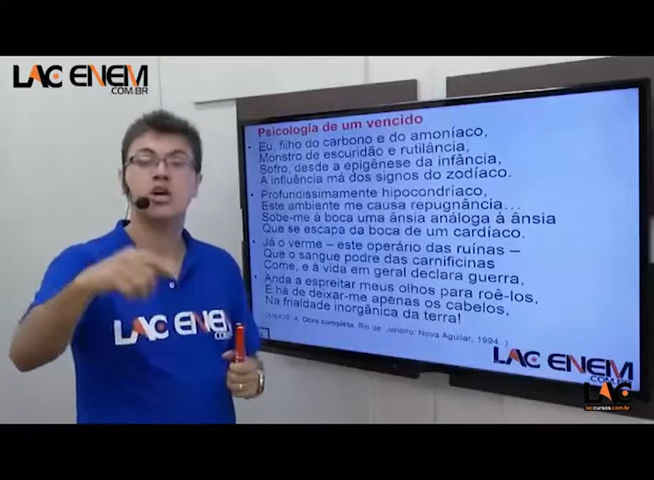 LAC ENEM
.COM.BR
Psicologia de um vencido
• Eu, filho do carbono e do amoníaco,
Monstro de escuridão e rutilância,
Sofro, desde a epigênese da infância,
A influência má dos signos do zodíaco.
• Profundissimamente hipocondríaco,
Este ambiente me causa repugnância...
Sobe-me à boca uma ânsia análoga à ânsia
Que se escapa da boca de um cardíaco.
• Já o verme – este operário das ruínas –
Que o sangue podre das carnificinas
Come, e à vida em geral declara guerra,
• Anda a espreitar meus olhos para roê-los,
E há de deixar-me apenas os cabelos,
Na frialdade inorgânica da terra!
A. Obra completa. Rio de Janeiro: Nova Aguilar, 1994.)
LAC ENEM
.COM.BR
LAC ENEM
.COM.BR
LAC
laccursos.com.br